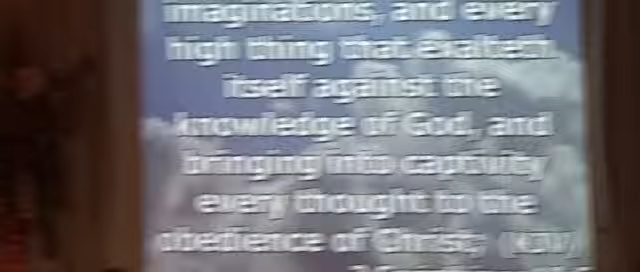 imaginations, and every
high thing that exalteth
itself against the
knowledge of God, and
bringing into captivity
every thought to the
obedience of Christ; (KJV)